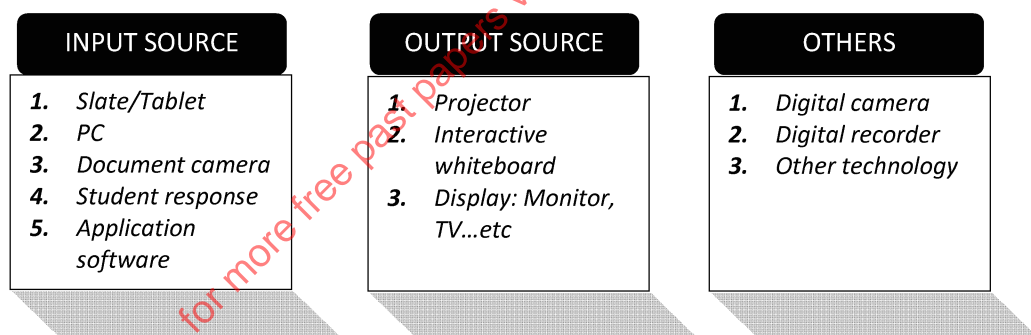 INPUT SOURCE
1. Slate/Tablet
2. PC
3. Document camera
4. Student response
5. Application
software
OUTPUT SOURCE
1. Projector
2. Interactive
whiteboard
3. Display: Monitor,
TV...etc
OTHERS
1. Digital camera
2. Digital recorder
3. Other technology
for more free past papers